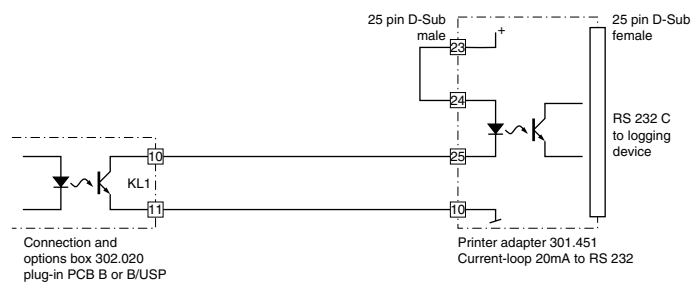 25 pin D-Sub
male
25 pin D-Sub
female
23
+
24
RS 232 C
to logging
device
10
25
KL1
11
10
Connection and
options box 302.020
plug-in PCB B or B/USP
Printer adapter 301.451
Current-loop 20mA to RS 232